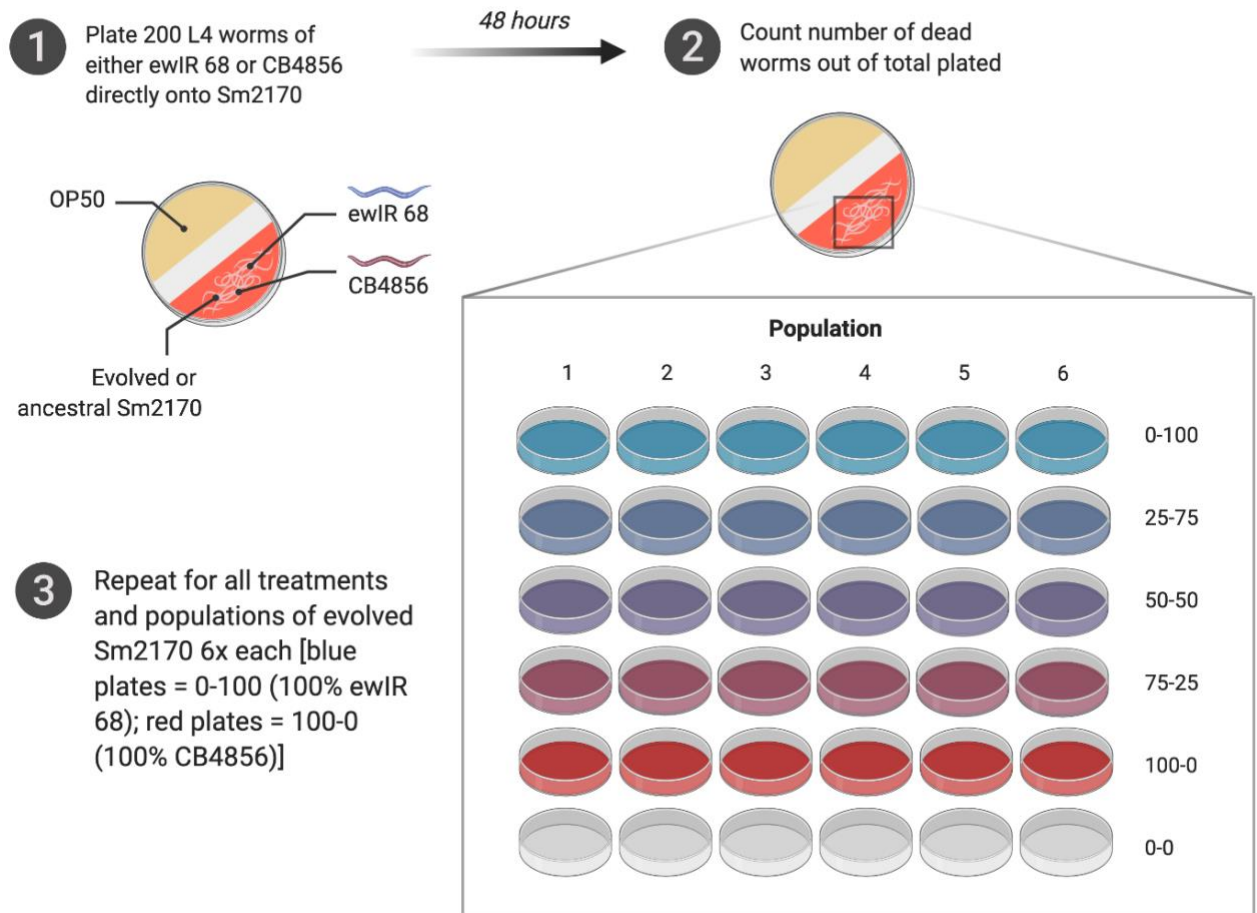 1
Plate 200 L4 worms of
either ewIR 68 or CB4856
directly onto Sm2170
48 hours
2
Count number of dead
worms out of total plated
OP50
ewIR 68
CB4856
Evolved or
ancestral Sm2170
3
Repeat for all treatments
and populations of evolved
Sm2170 6x each [blue
plates = 0-100 (100% ewIR
68); red plates = 100-0
(100% CB4856)]
Population
1 2 3 4 5 6
0-100
25-75
50-50
75-25
100-0
0-0